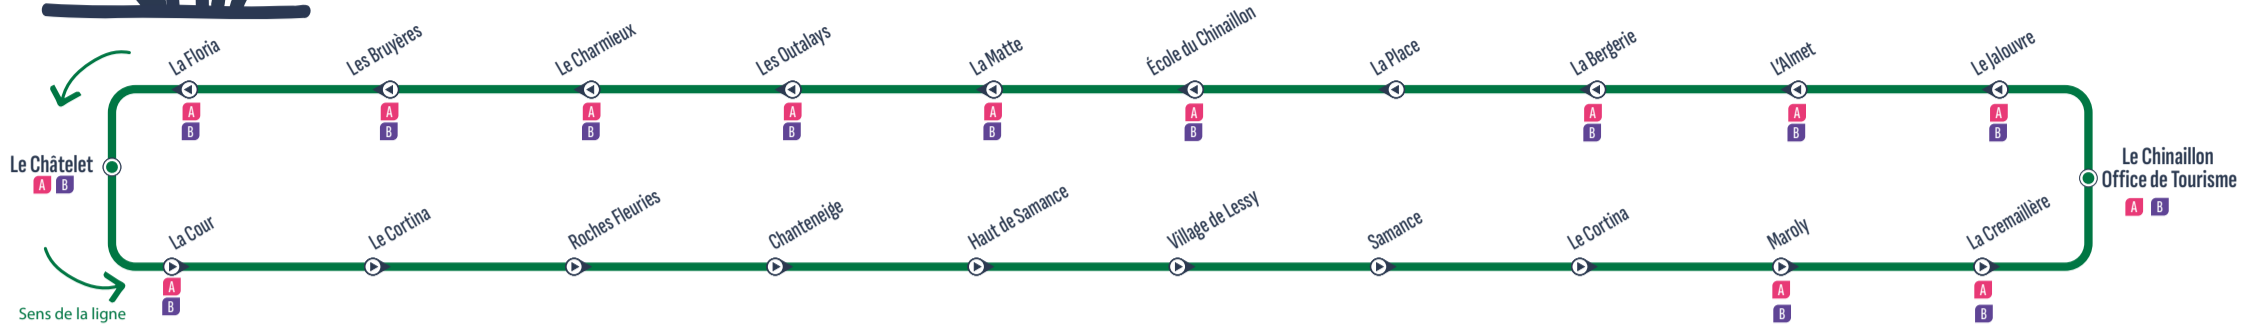 La Floria
Les Bruyères
Le Charmieux
Les Outalays
La Matte
École du Chinaillon
La Place
La Bergerie
L'Almet
Le Jalouvre
A
A
A
A
A
A
A
A
A
B
B
B
B
B
B
B
B
B
Le Châtelet
A B
Le Chinaillon
Office de Tourisme
A B
La Cour
Le Cortina
Roches Fleuries
Chanteneige
Haut de Samance
Village de Lessy
Samance
Le Cortina
Maroly
La Cremaillère
A
A
A
B
B
B
Sens de la ligne